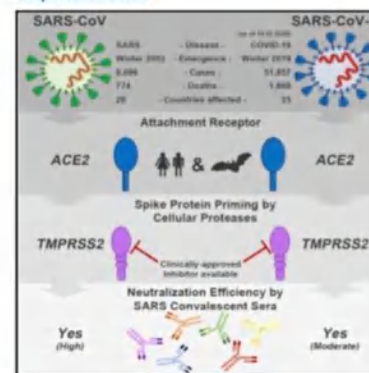 SARS-CoV SARS-CoV-
SARS - Disease - COVID-19
Winter 2002 - Emergence - Winter 2019
8,096 - Cases - 51,857
774 - Deaths - 1,669
- Countries affected - 25
Attachment Receptor
ACE2 & ACE2
Spike Protein Priming by
Cellular Proteases
TMPRSS2 TMPRSS2
Clinically-approved
Inhibitor available
Neutralization Efficiency by
SARS Convalescent Sera
Yes Yes
(High) (Moderate)